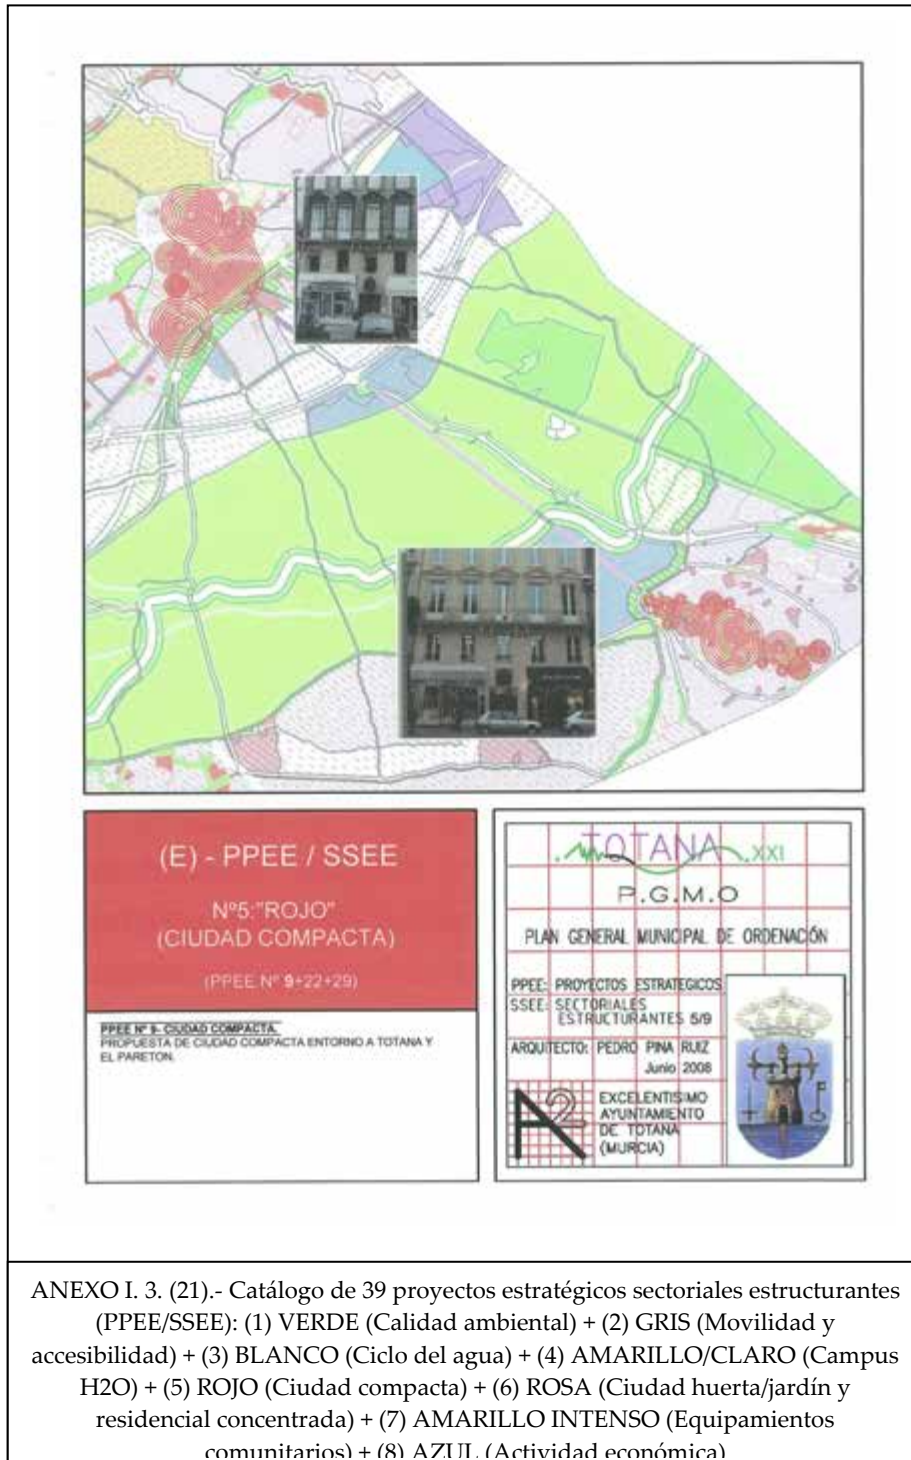 (E) - PPEE / SSEE
Nº5:"ROJO"
(CIUDAD COMPACTA)
(PPEE Nº 9+22+29)
PPEE Nº 9- CIUDAD COMPACTA.
PROPUESTA DE CIUDAD COMPACTA ENTORNO A TOTANA Y
EL PARETON.
TOTANA XXI
P.G.M.O
PLAN GENERAL MUNICIPAL DE ORDENACIÓN
PPEE: PROYECTOS ESTRATEGICOS
SSEE: SECTORIALES
ESTRUCTURANTES 5/9
ARQUITECTO: PEDRO PINA RUIZ
Junio 2008
A2
EXCELENTISIMO
AYUNTAMIENTO
DE TOTANA
(MURCIA)
ANEXO I. 3. (21).- Catálogo de 39 proyectos estratégicos sectoriales estructurantes
(PPEE/SSEE): (1) VERDE (Calidad ambiental) + (2) GRIS (Movilidad y
accesibilidad) + (3) BLANCO (Ciclo del agua) + (4) AMARILLO/CLARO (Campus
H2O) + (5) ROJO (Ciudad compacta) + (6) ROSA (Ciudad huerta/jardín y
residencial concentrada) + (7) AMARILLO INTENSO (Equipamientos
comunitarios) + (8) AZUL (Actividad económica)